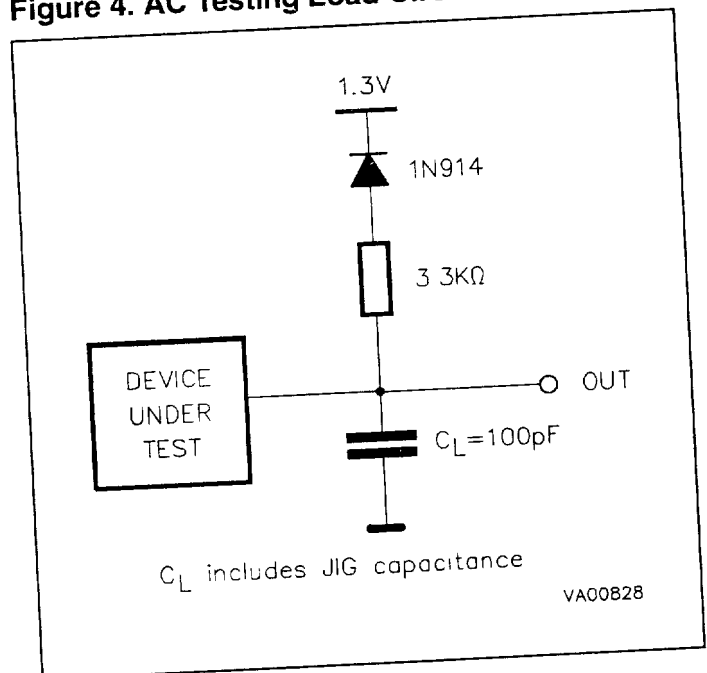 Figure 4. AC Testing Load
1.3V
1N914
3 3KΩ
DEVICE
UNDER
TEST
OUT
CL=100pF
CL includes JIG capacitance
VA00828